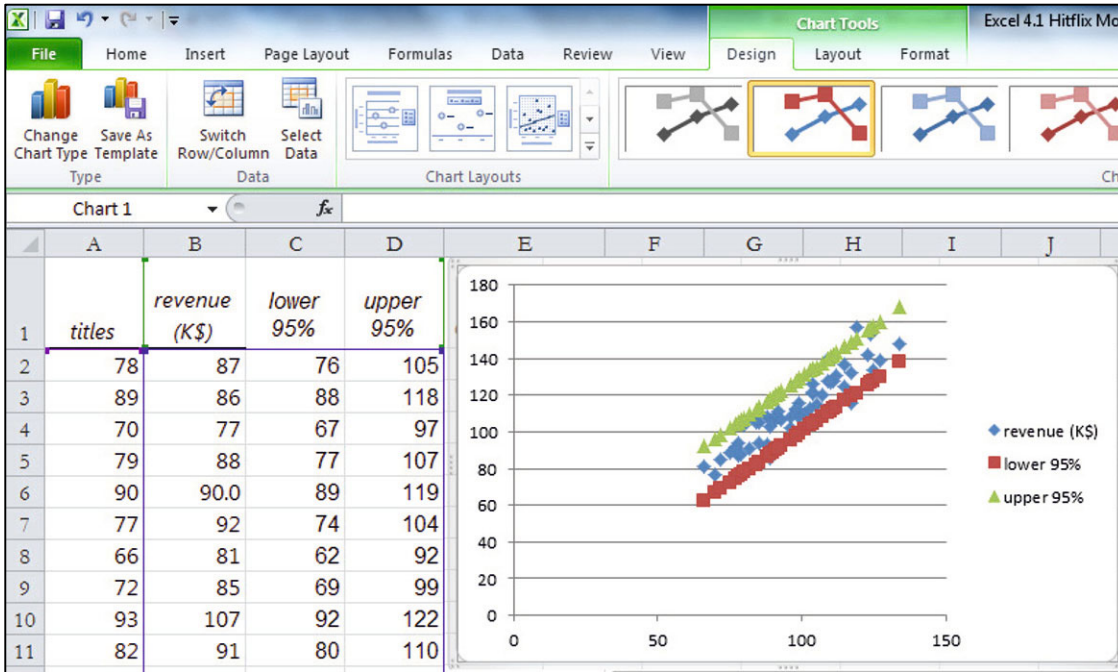 Chart Tools
Excel 4.1 Hitflix Mo
File Home Insert Page Layout Formulas Data Review View Design Layout Format
Change Chart Type
Save As Template
Switch Row/Column
Select Data
Type Data Chart Layouts Ch
Chart 1 fx
A B C D E F G H I J
1 titles revenue (K$) lower 95% upper 95%
2 78 87 76 105
3 89 86 88 118
4 70 77 67 97
5 79 88 77 107
6 90 90.0 89 119
7 77 92 74 104
8 66 81 62 92
9 72 85 69 99
10 93 107 92 122
11 82 91 80 110
180
160
140
120
100
80
60
40
20
0
0 50 100 150
revenue (K$)
lower 95%
upper 95%